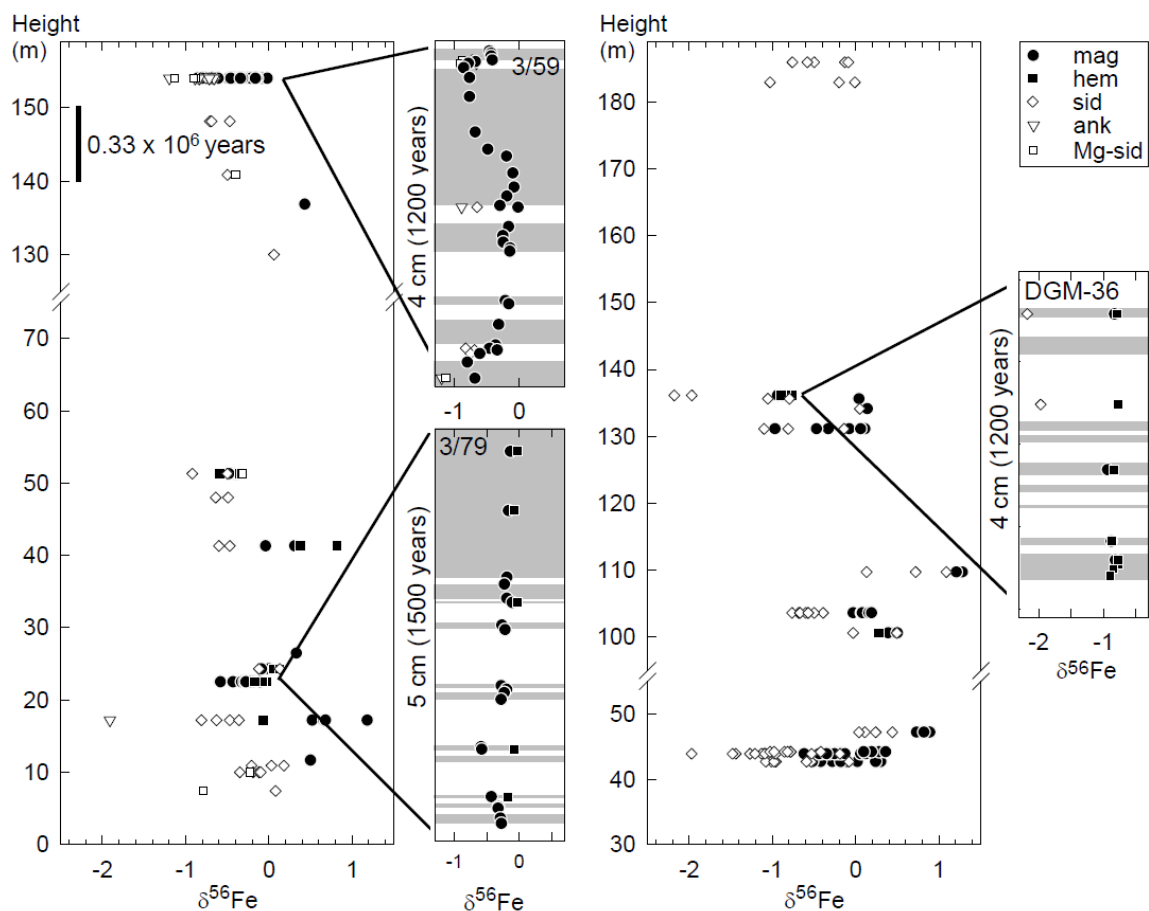 Height
(m)
150
140
130
70
60
50
40
30
20
10
0
0.33 x 10⁶ years
-2 -1 0 1
δ⁵⁶Fe
3/59
4 cm (1200 years)
-1 0
3/79
5 cm (1500 years)
-1 0
δ⁵⁶Fe
Height
(m)
180
170
160
150
140
130
120
110
100
50
40
30
-2 -1 0 1
δ⁵⁶Fe
mag
hem
sid
ank
Mg-sid
DGM-36
4 cm (1200 years)
-2 -1
δ⁵⁶Fe